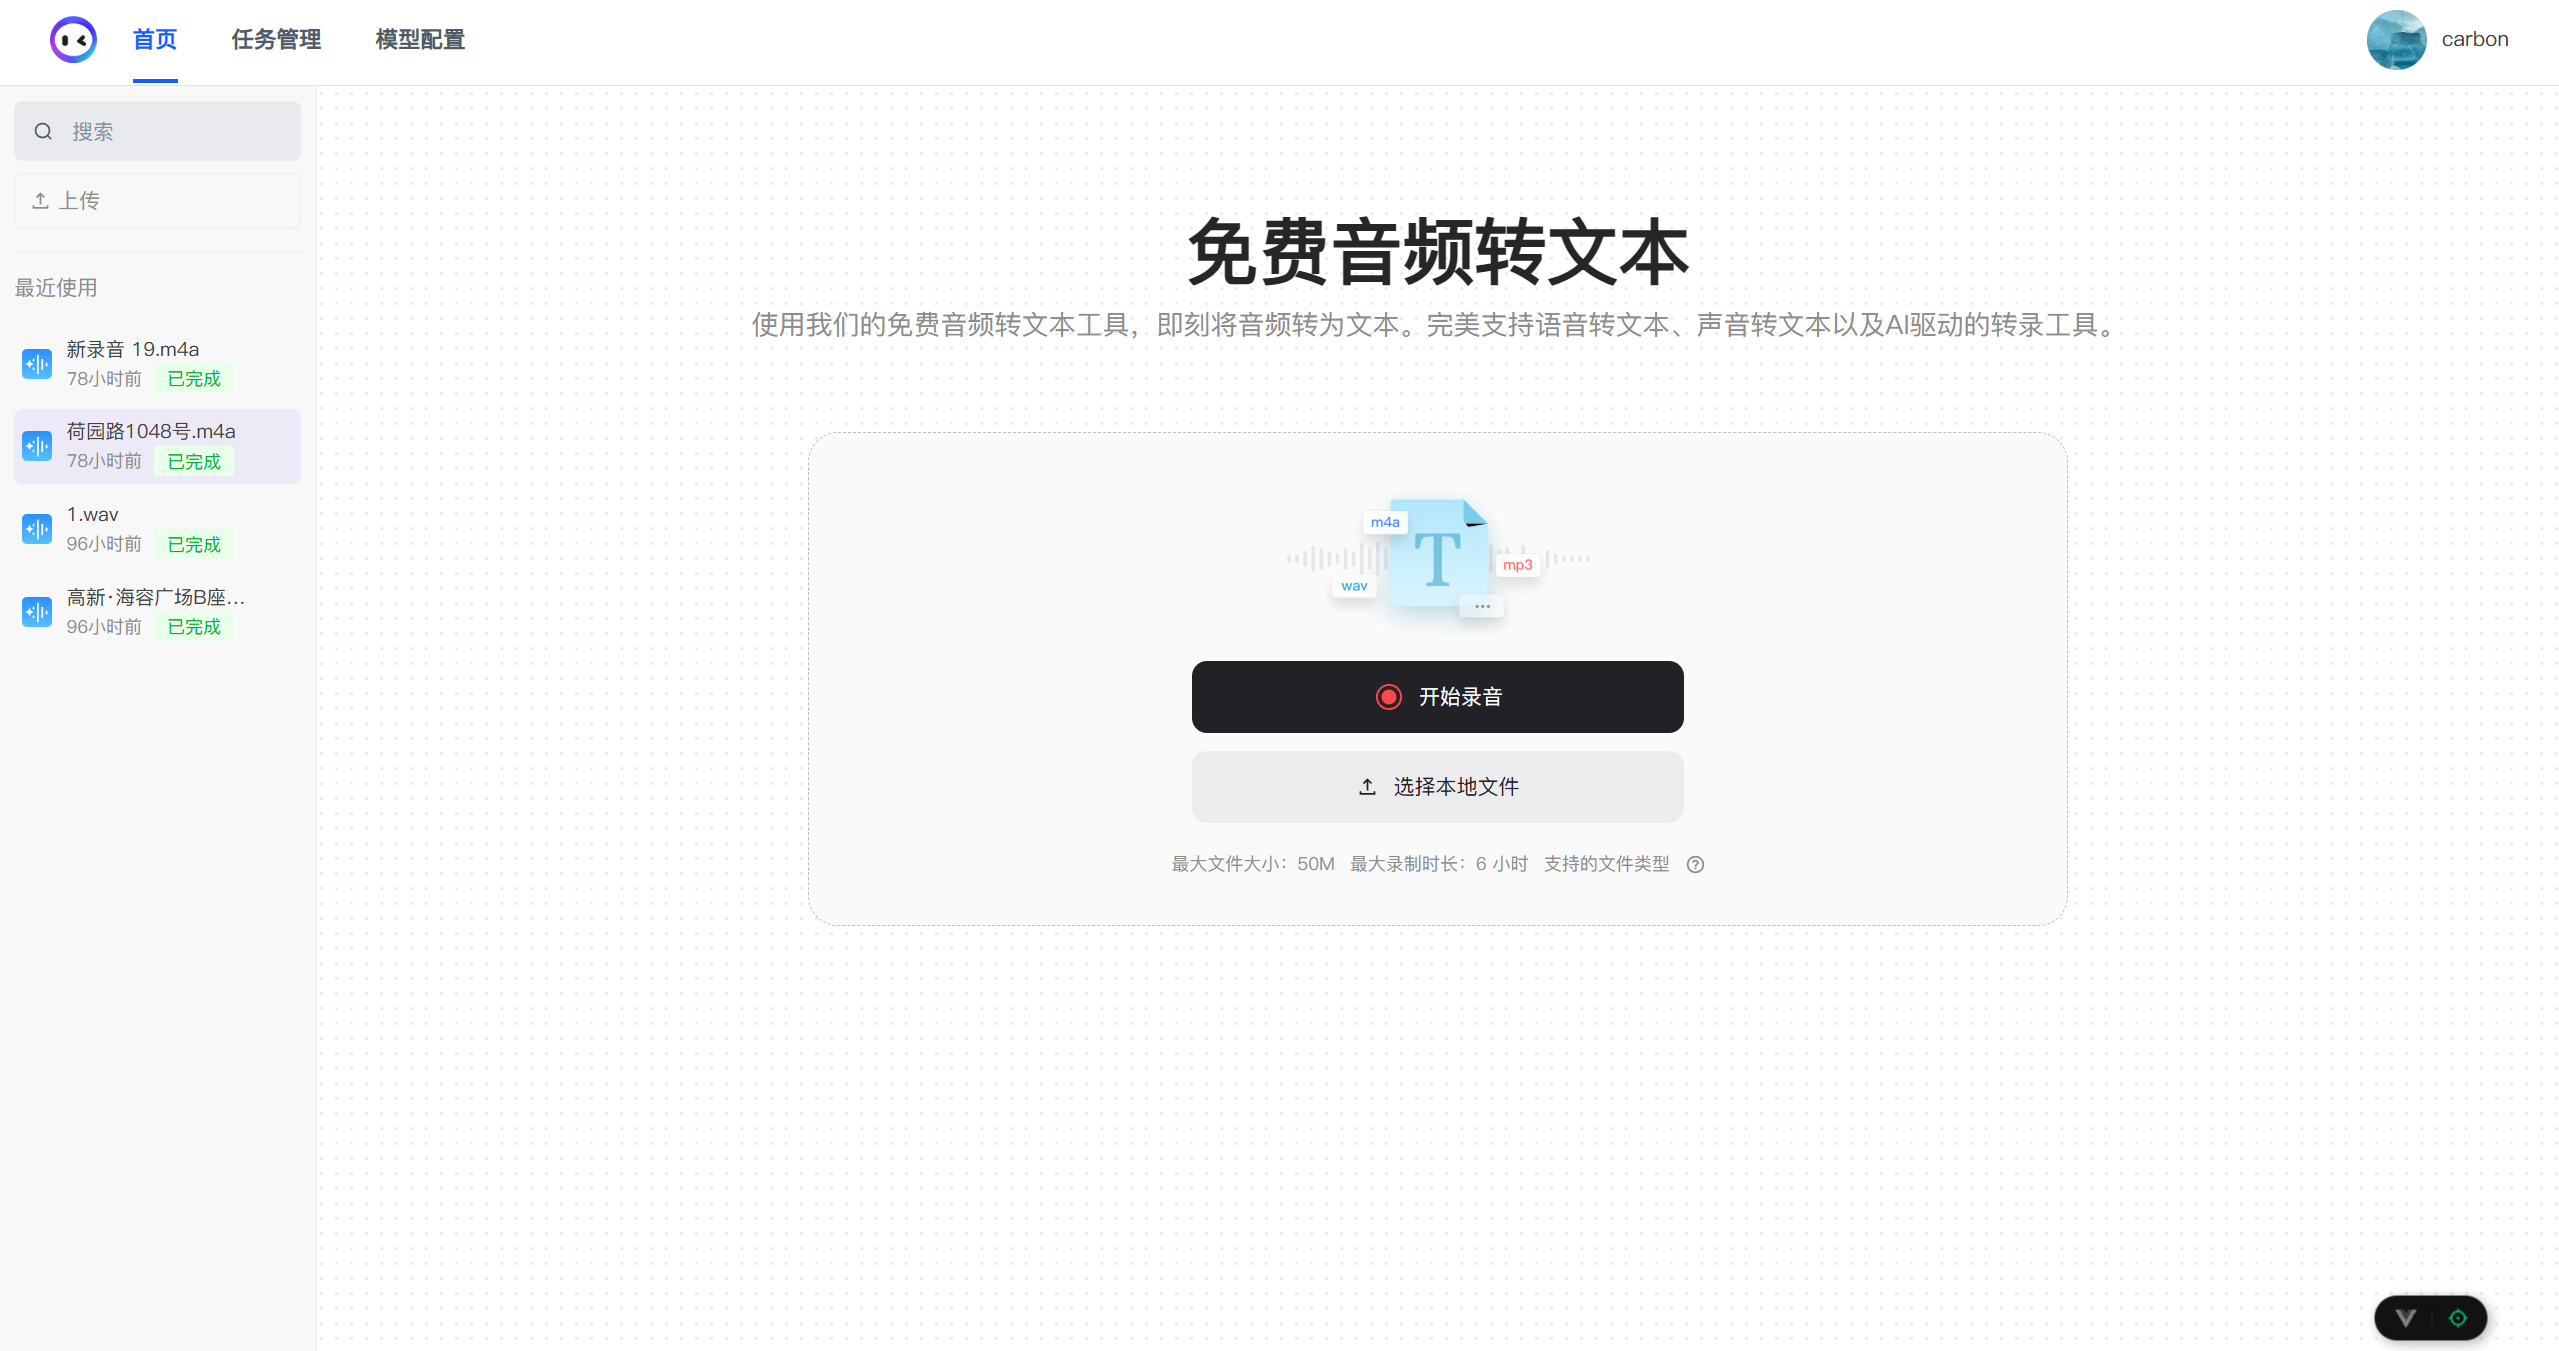 首页 任务管理 模型配置 carbon
搜索
上传
最近使用
新录音 19.m4a
78小时前 已完成
荷园路1048号.m4a
78小时前 已完成
1.wav
96小时前 已完成
高新·海容广场B座...
96小时前 已完成
免费音频转文本
使用我们的免费音频转文本工具，即刻将音频转为文本。完美支持语音转文本、声音转文本以及AI驱动的转录工具。
m4a
T
mp3
wav
...
开始录音
选择本地文件
最大文件大小：50M 最大录制时长：6 小时 支持的文件类型